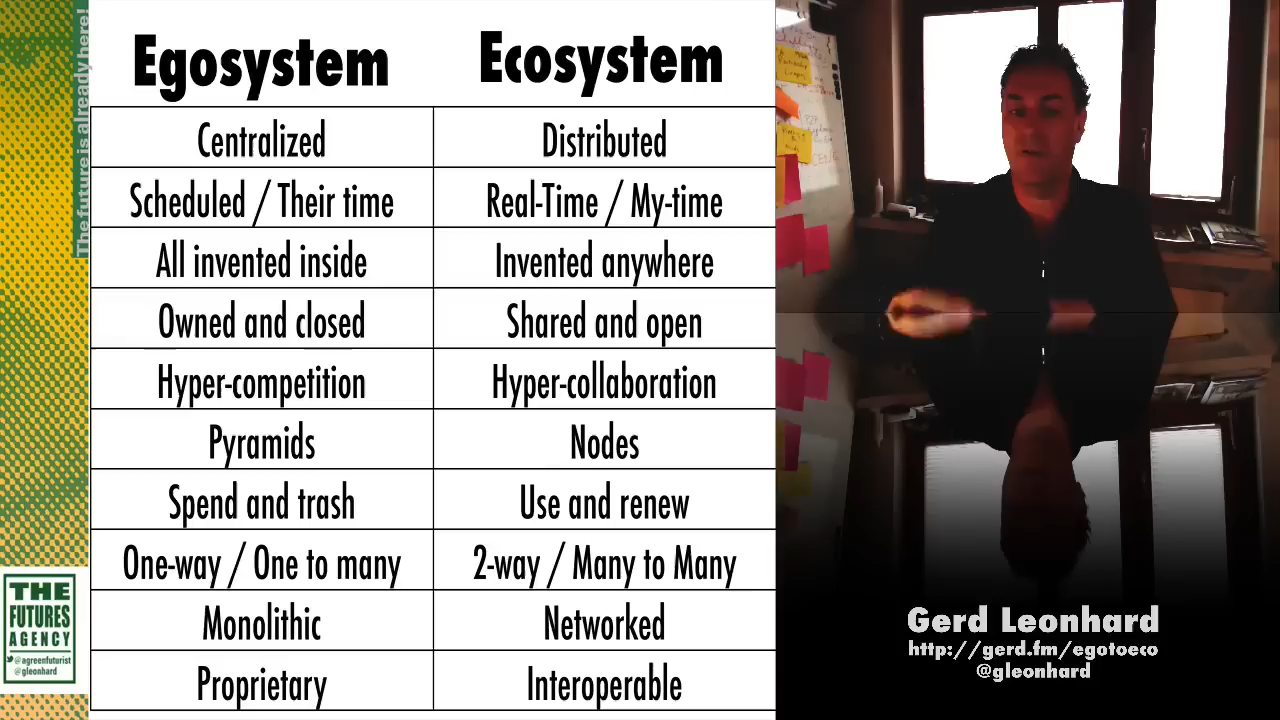 The future is already here!
Egosystem Ecosystem
Centralized Distributed
Scheduled / Their time Real-Time / My-time
All invented inside Invented anywhere
Owned and closed Shared and open
Hyper-competition Hyper-collaboration
Pyramids Nodes
Spend and trash Use and renew
One-way / One to many 2-way / Many to Many
Monolithic Networked
Proprietary Interoperable
THE
FUTURES
AGENCY
@agreenfuturist
@gleonhard
Gerd Leonhard
http://gerd.fm/egotoeco
@gleonhard